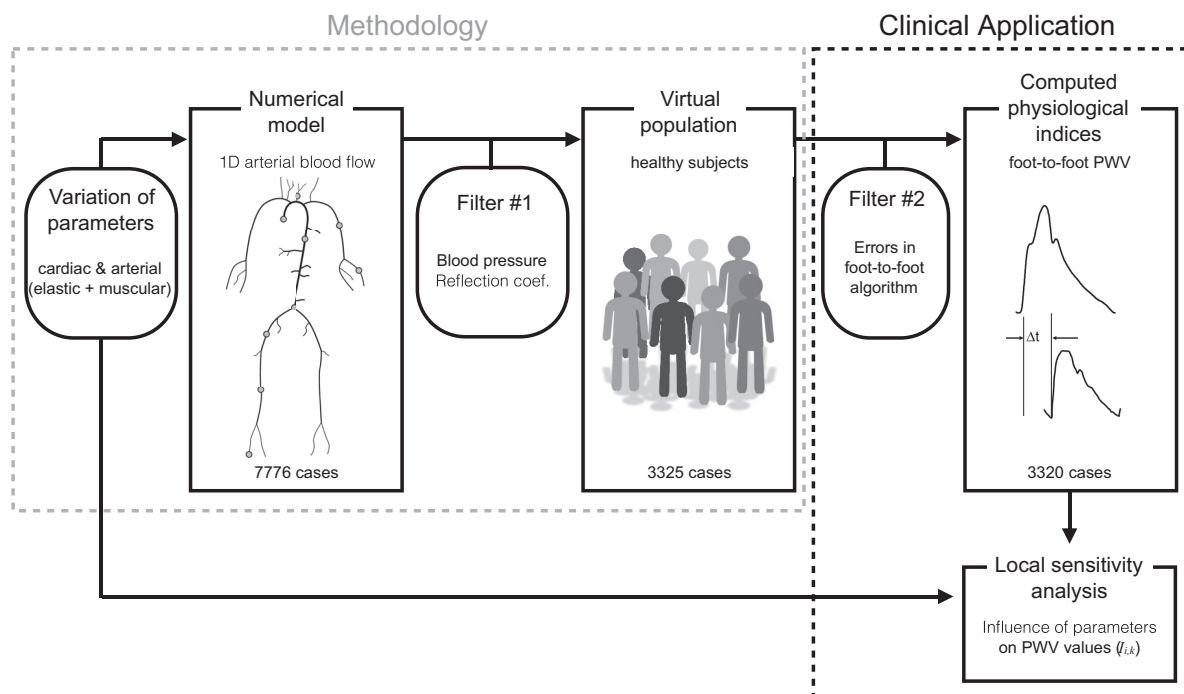 Methodology
Clinical Application
Variation of
parameters
cardiac & arterial
(elastic + muscular)
Numerical
model
1D arterial blood flow
7776 cases
Filter #1
Blood pressure
Reflection coef.
Virtual
population
healthy subjects
3325 cases
Filter #2
Errors in
foot-to-foot
algorithm
Computed
physiological
indices
foot-to-foot PWV
Δt
3320 cases
Local sensitivity
analysis
Influence of parameters
on PWV values (I_{i,k})